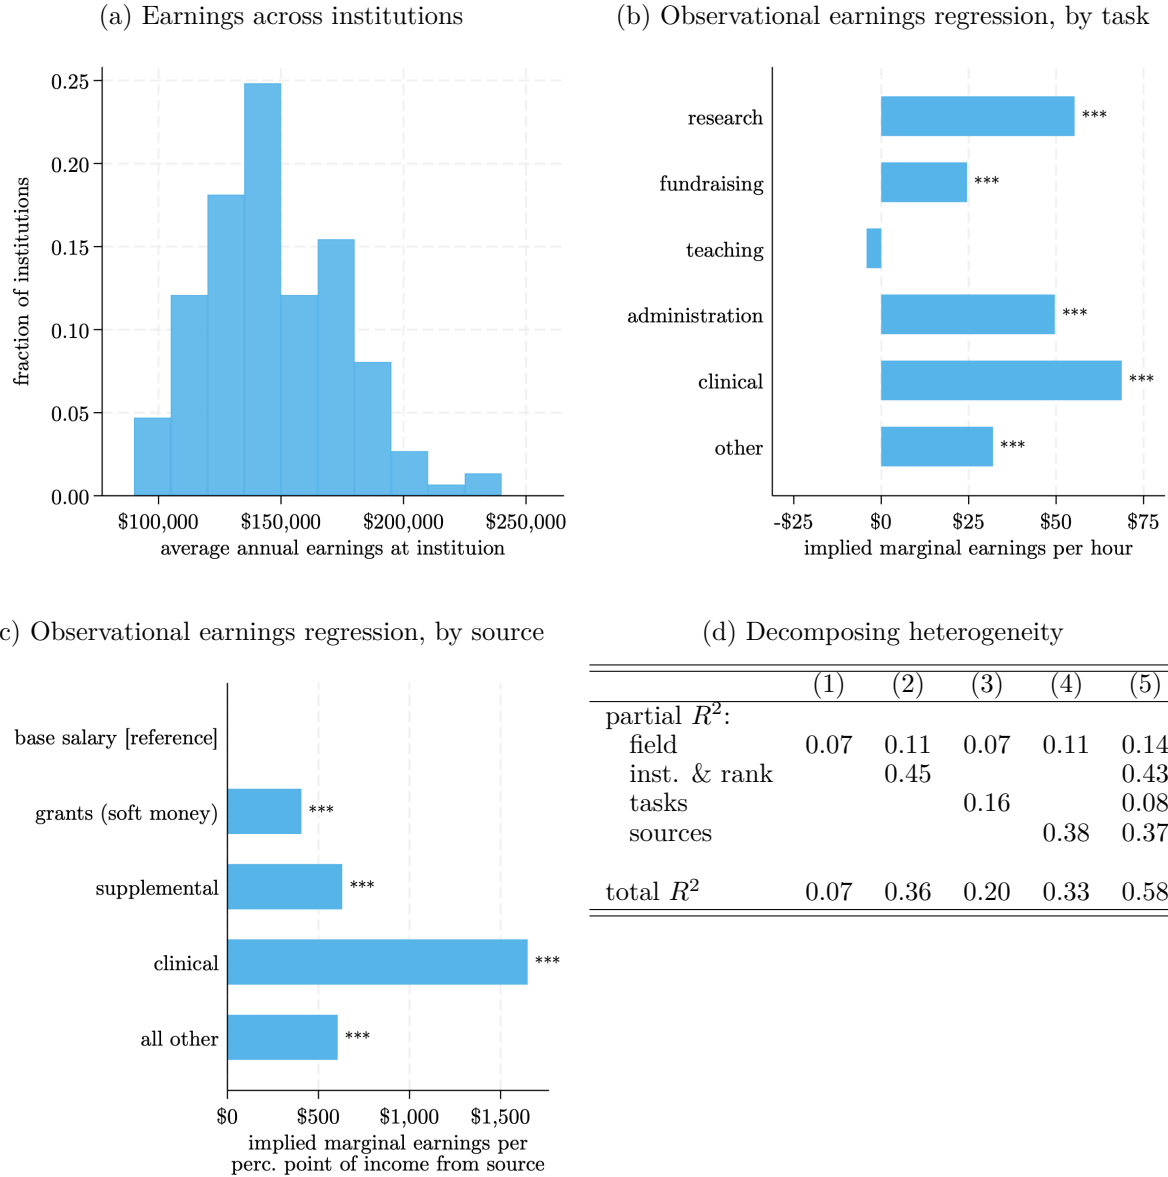 (a) Earnings across institutions
fraction of institutions
0.25
0.20
0.15
0.10
0.05
0.00
$100,000 $150,000 $200,000 $250,000
average annual earnings at instituion
(b) Observational earnings regression, by task
research ***
fundraising ***
teaching
administration ***
clinical ***
other ***
-$25 $0 $25 $50 $75
implied marginal earnings per hour
c) Observational earnings regression, by source
base salary [reference]
grants (soft money) ***
supplemental ***
clinical ***
all other ***
$0 $500 $1,000 $1,500
implied marginal earnings per
perc. point of income from source
(d) Decomposing heterogeneity
(1) (2) (3) (4) (5)
partial R²:
field 0.07 0.11 0.07 0.11 0.14
inst. & rank 0.45 0.43
tasks 0.16 0.08
sources 0.38 0.37
total R² 0.07 0.36 0.20 0.33 0.58